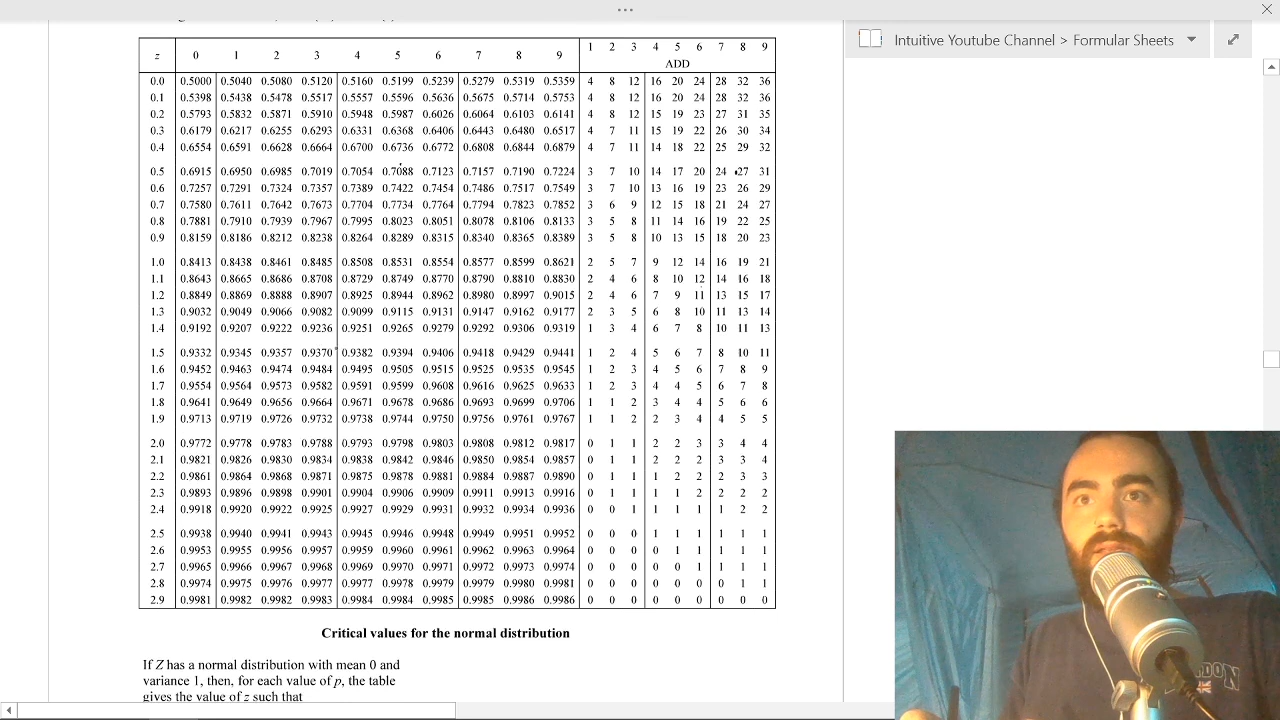 Intuitive Youtube Channel > Formular Sheets
z 0 1 2 3 4 5 6 7 8 9 1 2 3 4 5 6 7 8 9
ADD
0.0 0.5000 0.5040 0.5080 0.5120 0.5160 0.5199 0.5239 0.5279 0.5319 0.5359 4 8 12 16 20 24 28 32 36
0.1 0.5398 0.5438 0.5478 0.5517 0.5557 0.5596 0.5636 0.5675 0.5714 0.5753 4 8 12 16 20 24 28 32 36
0.2 0.5793 0.5832 0.5871 0.5910 0.5948 0.5987 0.6026 0.6064 0.6103 0.6141 4 8 12 15 19 23 27 31 35
0.3 0.6179 0.6217 0.6255 0.6293 0.6331 0.6368 0.6406 0.6443 0.6480 0.6517 4 7 11 15 19 22 26 30 34
0.4 0.6554 0.6591 0.6628 0.6664 0.6700 0.6736 0.6772 0.6808 0.6844 0.6879 4 7 11 14 18 22 25 29 32
0.5 0.6915 0.6950 0.6985 0.7019 0.7054 0.7088 0.7123 0.7157 0.7190 0.7224 3 7 10 14 17 20 24 27 31
0.6 0.7257 0.7291 0.7324 0.7357 0.7389 0.7422 0.7454 0.7486 0.7517 0.7549 3 7 10 13 16 19 23 26 29
0.7 0.7580 0.7611 0.7642 0.7673 0.7704 0.7734 0.7764 0.7794 0.7823 0.7852 3 6 9 12 15 18 21 24 27
0.8 0.7881 0.7910 0.7939 0.7967 0.7995 0.8023 0.8051 0.8078 0.8106 0.8133 3 5 8 11 14 16 19 22 25
0.9 0.8159 0.8186 0.8212 0.8238 0.8264 0.8289 0.8315 0.8340 0.8365 0.8389 3 5 8 10 13 15 18 20 23
1.0 0.8413 0.8438 0.8461 0.8485 0.8508 0.8531 0.8554 0.8577 0.8599 0.8621 2 5 7 9 12 14 16 19 21
1.1 0.8643 0.8665 0.8686 0.8708 0.8729 0.8749 0.8770 0.8790 0.8810 0.8830 2 4 6 8 10 12 14 16 18
1.2 0.8849 0.8869 0.8888 0.8907 0.8925 0.8944 0.8962 0.8980 0.8997 0.9015 2 4 6 7 9 11 13 15 17
1.3 0.9032 0.9049 0.9066 0.9082 0.9099 0.9115 0.9131 0.9147 0.9162 0.9177 2 3 5 6 8 10 11 13 14
1.4 0.9192 0.9207 0.9222 0.9236 0.9251 0.9265 0.9279 0.9292 0.9306 0.9319 1 3 4 6 7 8 10 11 13
1.5 0.9332 0.9345 0.9357 0.9370 0.9382 0.9394 0.9406 0.9418 0.9429 0.9441 1 2 4 5 6 7 8 10 11
1.6 0.9452 0.9463 0.9474 0.9484 0.9495 0.9505 0.9515 0.9525 0.9535 0.9545 1 2 3 4 5 6 7 8 9
1.7 0.9554 0.9564 0.9573 0.9582 0.9591 0.9599 0.9608 0.9616 0.9625 0.9633 1 2 3 4 4 5 6 7 8
1.8 0.9641 0.9649 0.9656 0.9664 0.9671 0.9678 0.9686 0.9693 0.9699 0.9706 1 1 2 3 4 4 5 6 6
1.9 0.9713 0.9719 0.9726 0.9732 0.9738 0.9744 0.9750 0.9756 0.9761 0.9767 1 1 2 2 3 4 4 5 5
2.0 0.9772 0.9778 0.9783 0.9788 0.9793 0.9798 0.9803 0.9808 0.9812 0.9817 0 1 1 2 2 3 3 4 4
2.1 0.9821 0.9826 0.9830 0.9834 0.9838 0.9842 0.9846 0.9850 0.9854 0.9857 0 1 1 2 2 2 3 3 4
2.2 0.9861 0.9864 0.9868 0.9871 0.9875 0.9878 0.9881 0.9884 0.9887 0.9890 0 1 1 1 2 2 2 3 3
2.3 0.9893 0.9896 0.9898 0.9901 0.9904 0.9906 0.9909 0.9911 0.9913 0.9916 0 1 1 1 1 2 2 2 2
2.4 0.9918 0.9920 0.9922 0.9925 0.9927 0.9929 0.9931 0.9932 0.9934 0.9936 0 0 1 1 1 1 1 2 2
2.5 0.9938 0.9940 0.9941 0.9943 0.9945 0.9946 0.9948 0.9949 0.9951 0.9952 0 0 0 1 1 1 1 1 1
2.6 0.9953 0.9955 0.9956 0.9957 0.9959 0.9960 0.9961 0.9962 0.9963 0.9964 0 0 0 0 1 1 1 1 1
2.7 0.9965 0.9966 0.9967 0.9968 0.9969 0.9970 0.9971 0.9972 0.9973 0.9974 0 0 0 0 0 1 1 1 1
2.8 0.9974 0.9975 0.9976 0.9977 0.9977 0.9978 0.9979 0.9979 0.9980 0.9981 0 0 0 0 0 0 0 1 1
2.9 0.9981 0.9982 0.9982 0.9983 0.9984 0.9984 0.9985 0.9985 0.9986 0.9986 0 0 0 0 0 0 0 0 0
Critical values for the normal distribution
If Z has a normal distribution with mean 0 and
variance 1, then, for each value of p, the table
gives the value of z such that